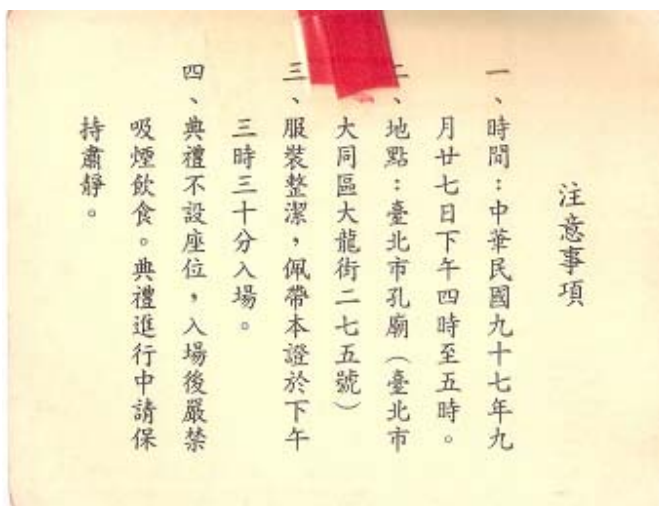 注意事項
一、時間：中華民國九十七年九
月廿七日下午四時至五時。
二、地點：臺北市孔廟（臺北市
大同區大龍街二七五號）
三、服裝整潔，佩帶本證於下午
三時三十分入場。
四、典禮不設座位，入場後嚴禁
吸煙飲食。典禮進行中請保
持肅靜。